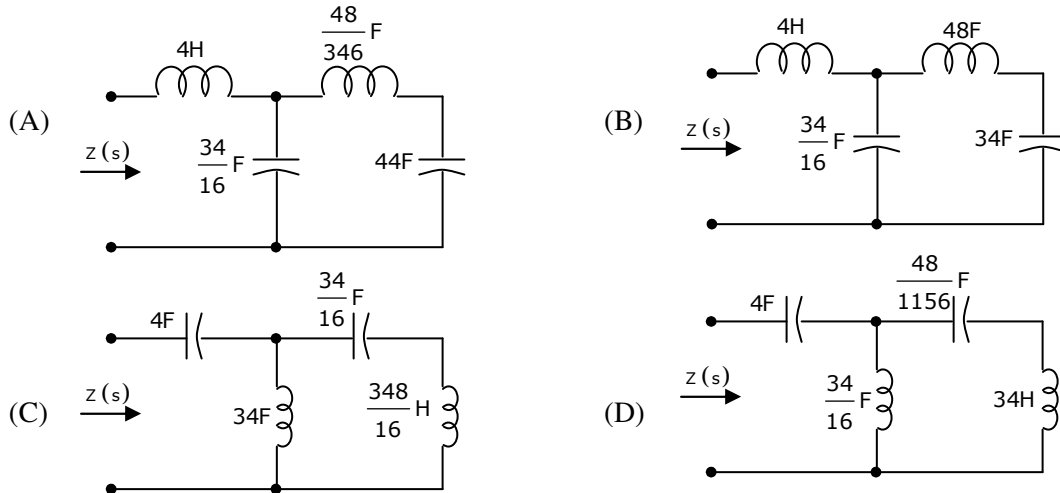 (A)
4H
48/346 F
34/16 F
44F
Z(s)
(B)
4H
48F
34/16 F
34F
Z(s)
(C)
4F
34/16 F
34F
348/16 H
Z(s)
(D)
4F
48/1156 F
34/16 F
34H
Z(s)